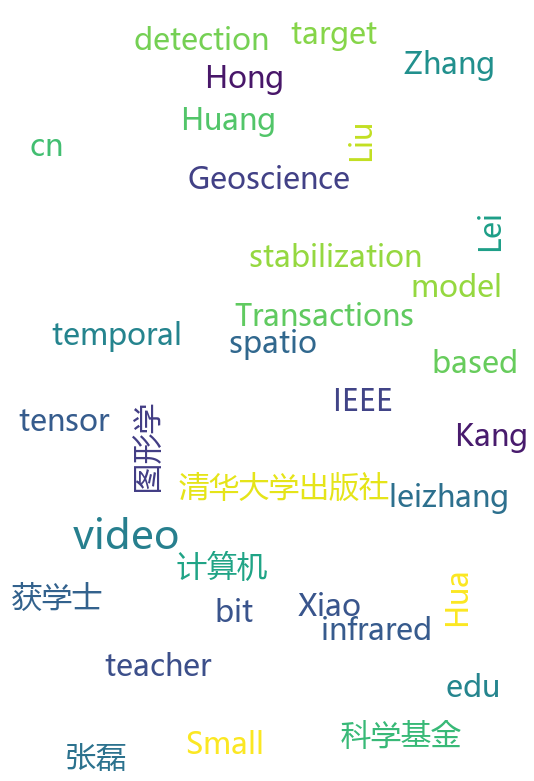 detection
target
Hong
Zhang
Huang
Liu
cn
Geoscience
Lei
stabilization
model
Transactions
temporal
spatio
based
IEEE
tensor
图形学
Kang
清华大学出版社
leizhang
video
计算机
获学士
bit
Xiao
Hua
infrared
teacher
edu
Small
科学基金
张磊